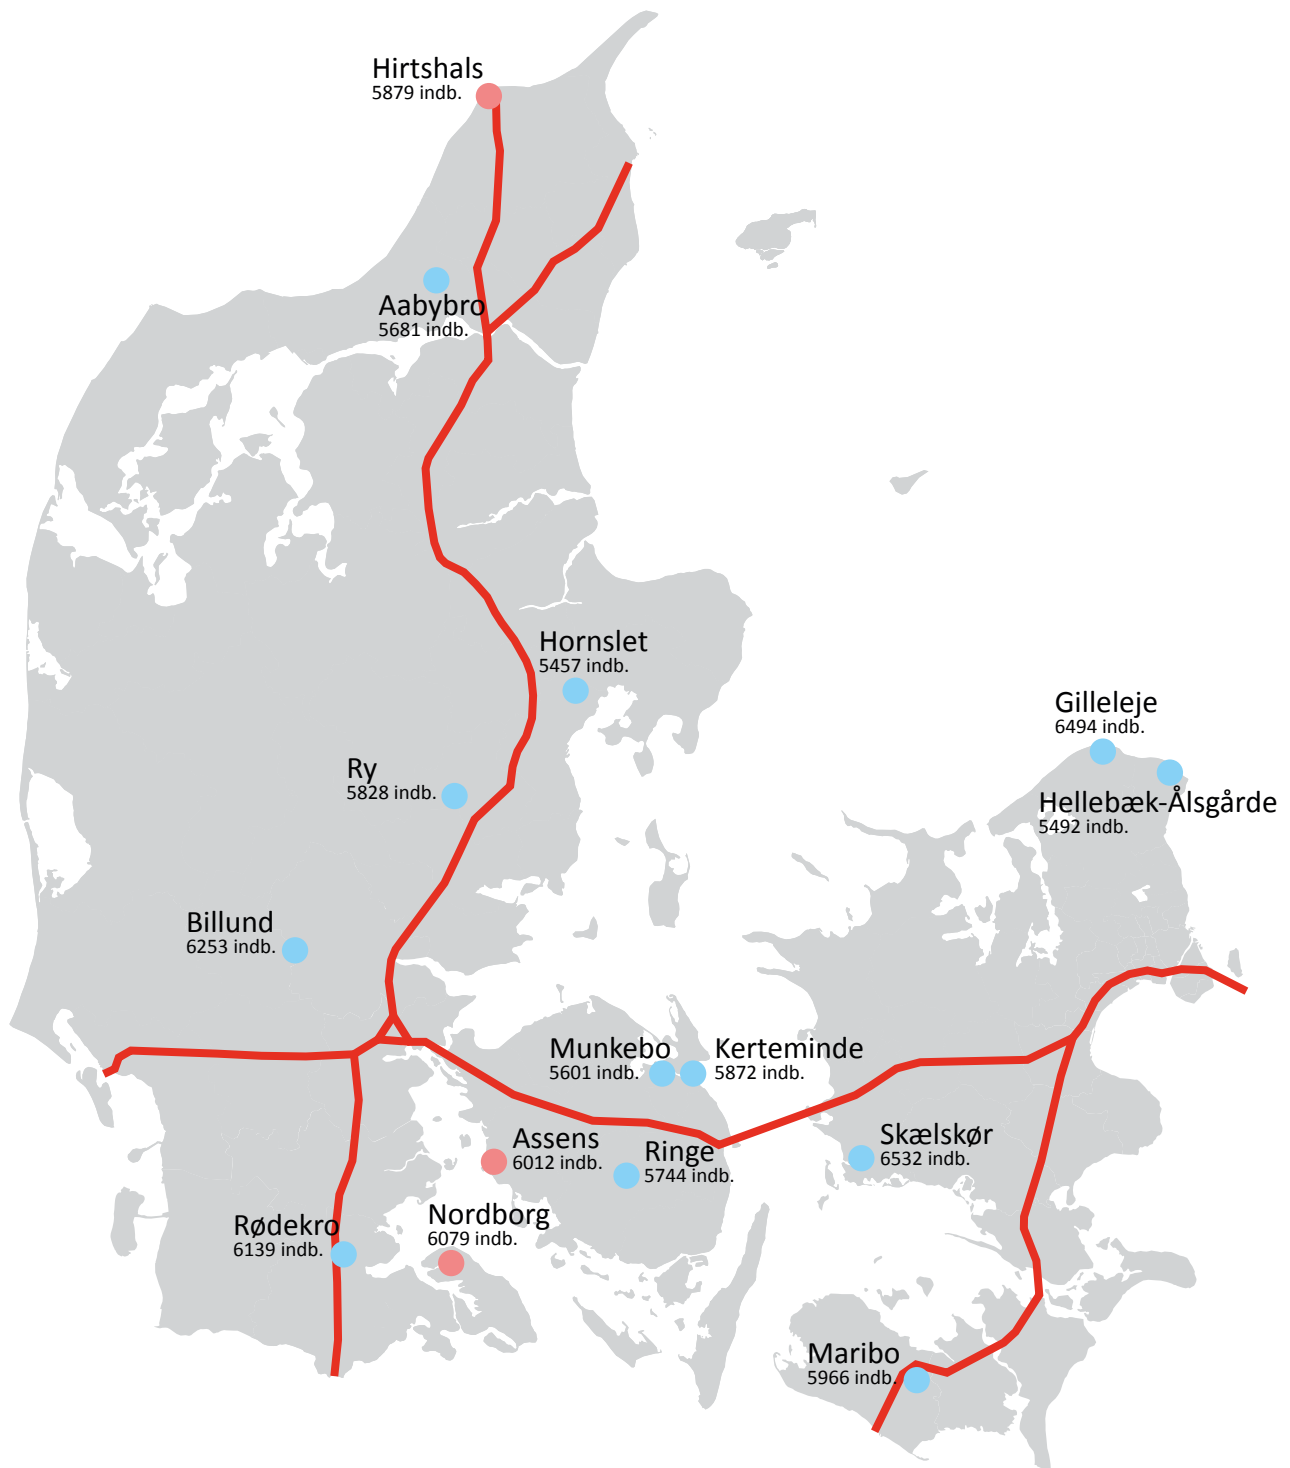 Hirtshals
5879 indb.
Aabybro
5681 indb.
Hornslet
5457 indb.
Gilleleje
6494 indb.
Ry
5828 indb.
Hellebæk-Ålsgårde
5492 indb.
Billund
6253 indb.
Munkebo
5601 indb.
Kerteminde
5872 indb.
Assens
6012 indb.
Ringe
5744 indb.
Skælskør
6532 indb.
Rødekro
6139 indb.
Nordborg
6079 indb.
Maribo
5966 indb.